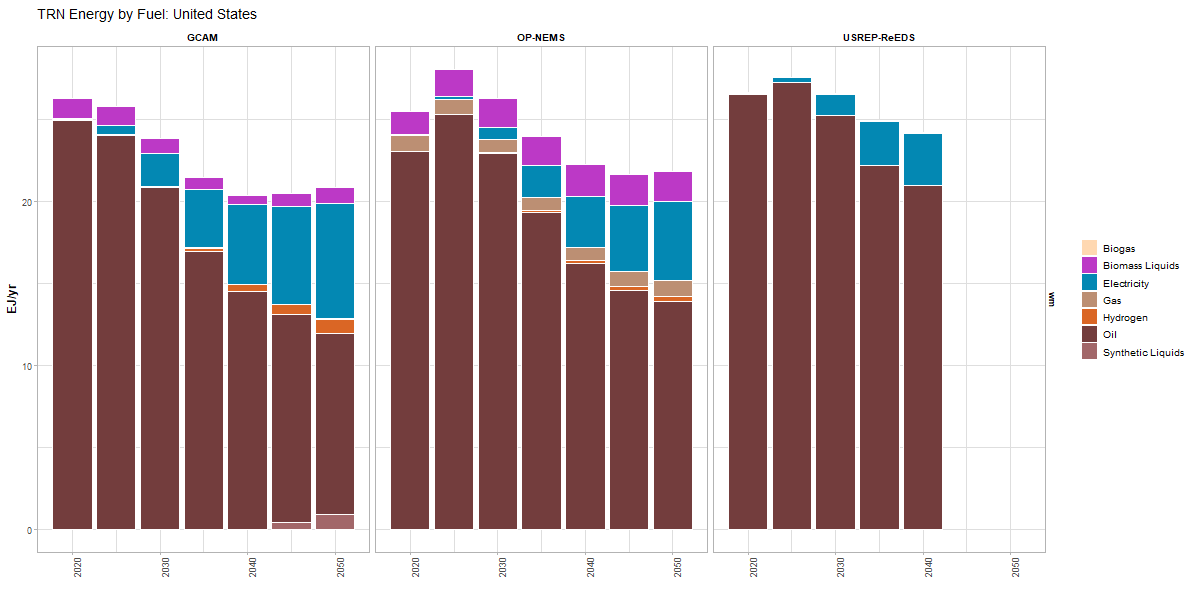 TRN Energy by Fuel: United States
GCAM
OP-NEMS
USREP-ReEDS
EJ/yr
20
10
0
2020
2030
2040
2050
2020
2030
2040
2050
2020
2030
2040
2050
wm
Biogas
Biomass Liquids
Electricity
Gas
Hydrogen
Oil
Synthetic Liquids